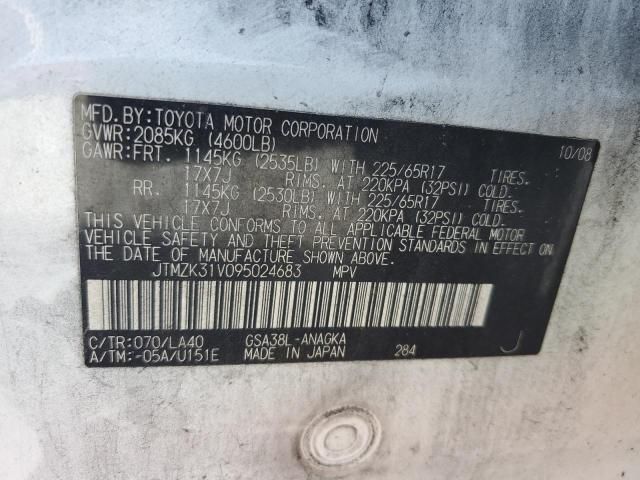 MFD.BY:TOYOTA MOTOR CORPORATION 10/08
GVWR:2085KG (4600LB)
GAWR:FRT. 1145KG (2535LB) WITH 225/65R17 TIRES.
17X7J RIMS. AT 220KPA (32PSI) COLD.
RR. 1145KG (2530LB) WITH 225/65R17 TIRES.
17X7J RIMS. AT 220KPA (32PSI) COLD.
THIS VEHICLE CONFORMS TO ALL APPLICABLE FEDERAL MOTOR
VEHICLE SAFETY AND THEFT PREVENTION STANDARDS IN EFFECT ON
THE DATE OF MANUFACTURE SHOWN ABOVE.
JTMZK31V095024683 MPV
C/TR:070/LA40 GSA38L-ANAGKA
A/TM:-05A/U151E MADE IN JAPAN 284 J